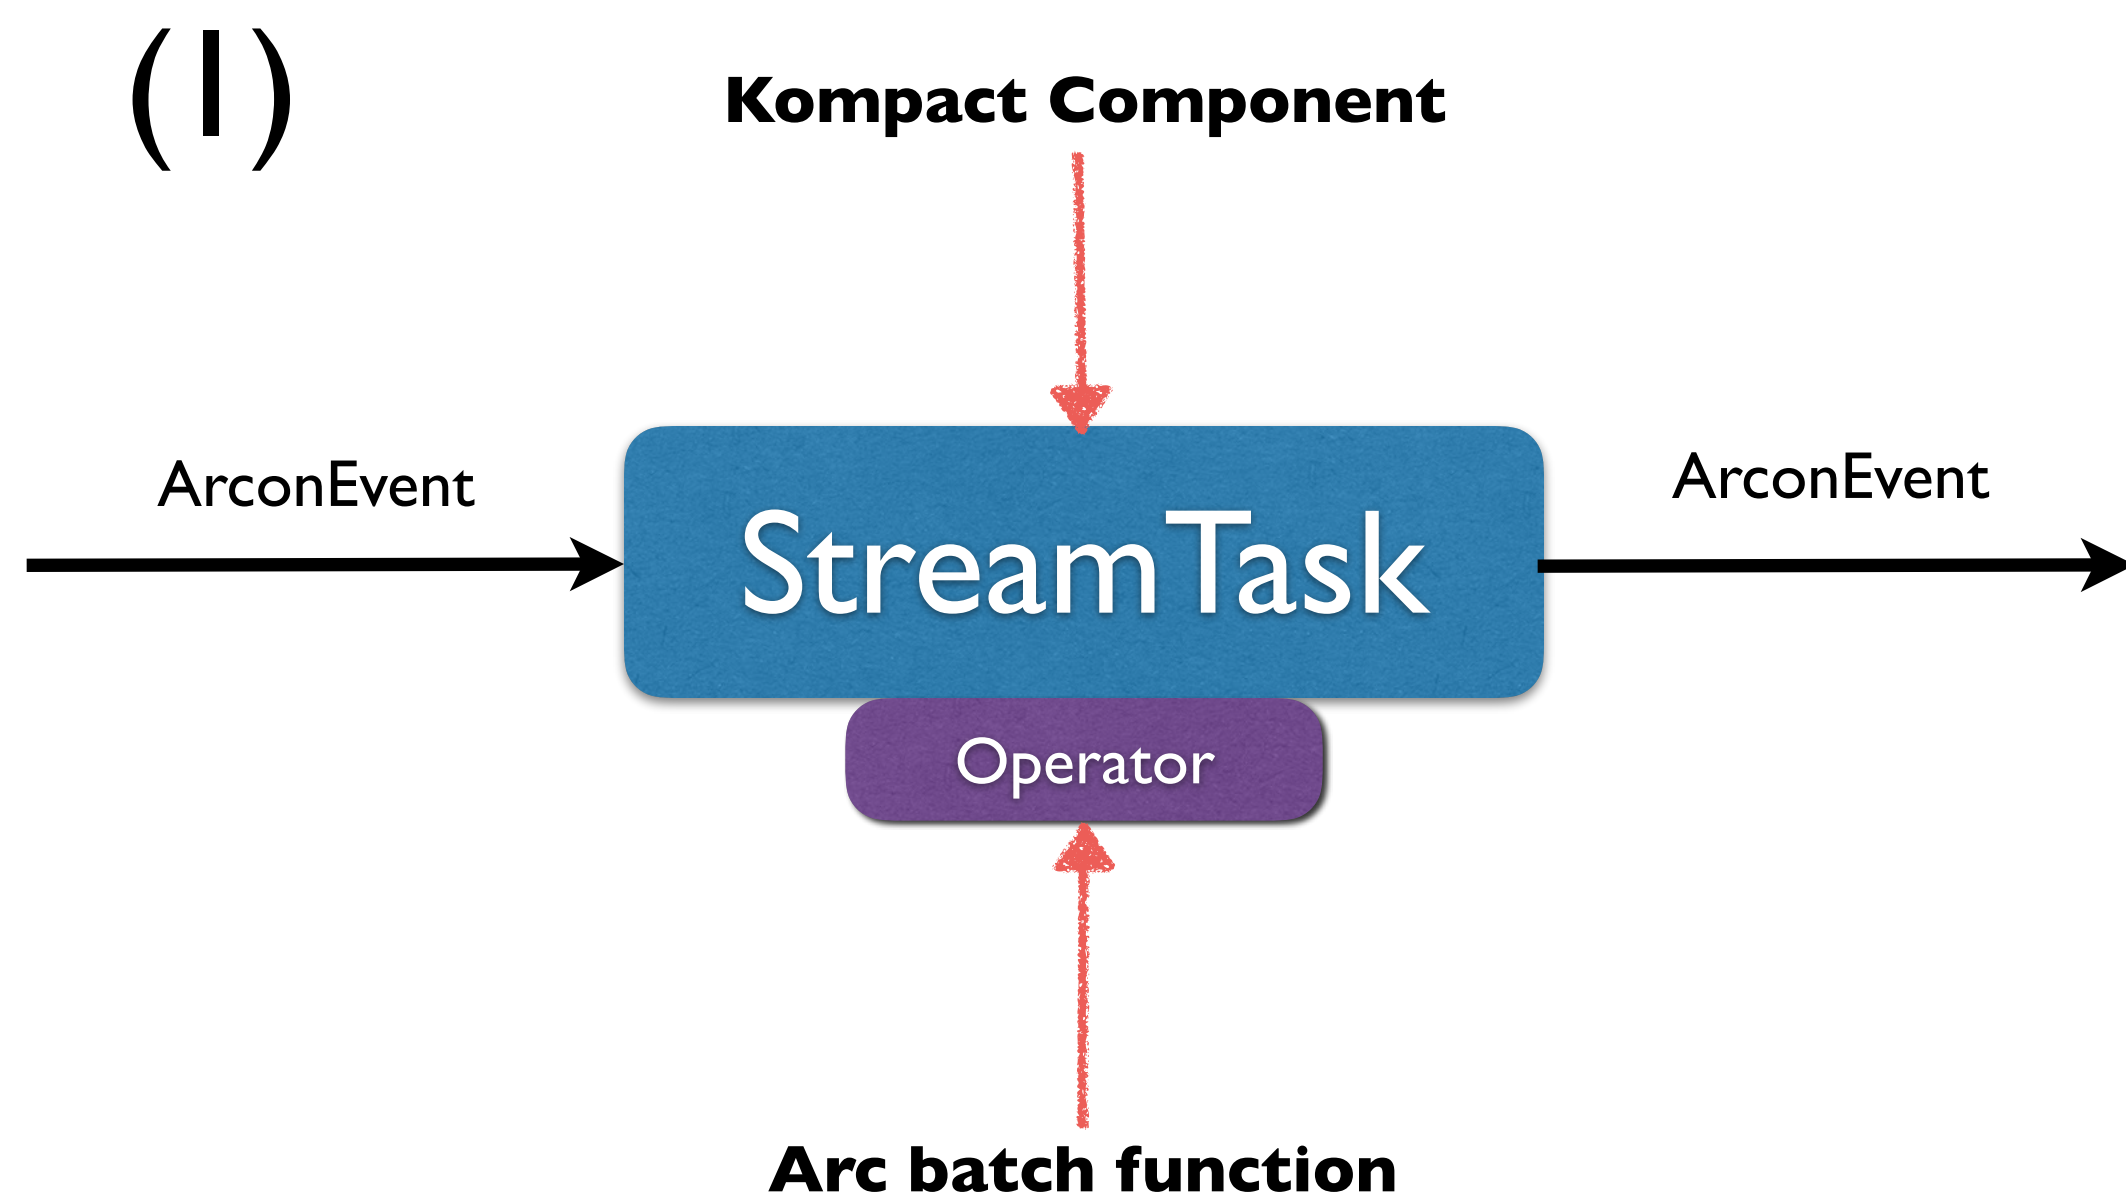 (1)
Kompact Component
ArconEvent
ArconEvent
StreamTask
Operator
Arc batch function